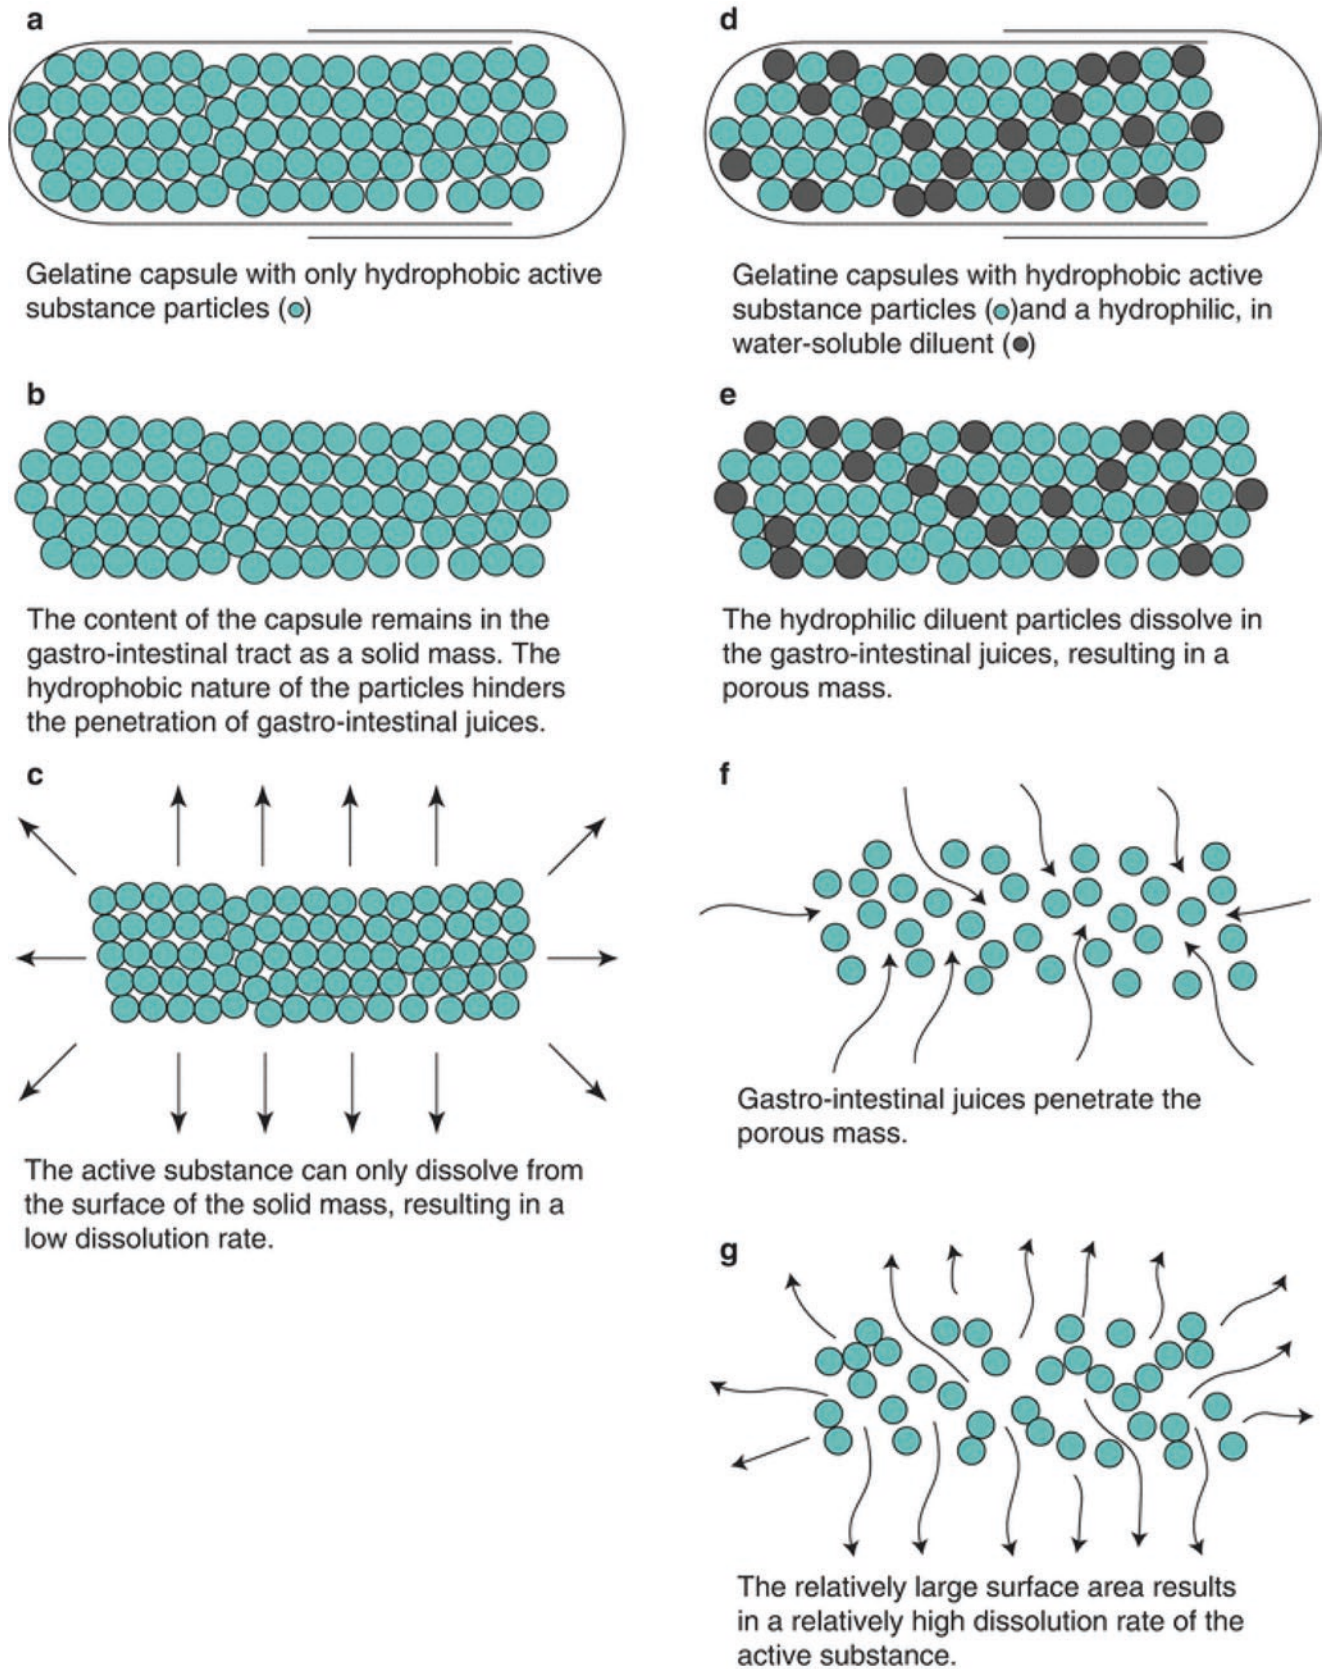 a
Gelatine capsule with only hydrophobic active
substance particles ( )
b
The content of the capsule remains in the
gastro-intestinal tract as a solid mass. The
hydrophobic nature of the particles hinders
the penetration of gastro-intestinal juices.
c
The active substance can only dissolve from
the surface of the solid mass, resulting in a
low dissolution rate.
d
Gelatine capsules with hydrophobic active
substance particles ( )and a hydrophilic, in
water-soluble diluent ( )
e
The hydrophilic diluent particles dissolve in
the gastro-intestinal juices, resulting in a
porous mass.
f
Gastro-intestinal juices penetrate the
porous mass.
g
The relatively large surface area results
in a relatively high dissolution rate of the
active substance.